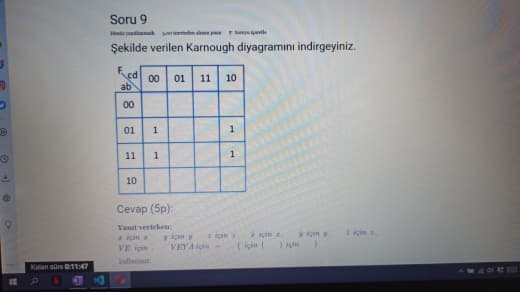 Soru 9
Henüz yanıtlanmadı 5,00 üzerinden işaretlenmiş Soruyu işaretle
Şekilde verilen Karnough diyagramını indirgeyiniz.
F cd 00 01 11 10
ab
00
01 1 1
11 1 1
10
Cevap (5p):
Yanıt verirken:
için için için için için için
VE için VEYA için için ( için )
kullanınız.
Kalan süre 0:11:47